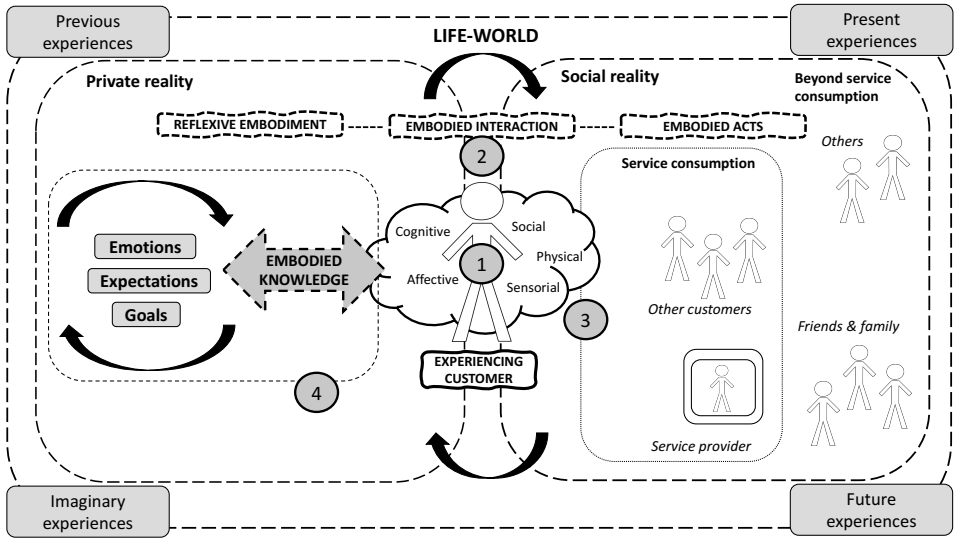 Previous
experiences
Present
experiences
LIFE-WORLD
Private reality
Social reality
Beyond service
consumption
REFLEXIVE EMBODIMENT
EMBODIED INTERACTION
EMBODIED ACTS
Others
2
Service consumption
Cognitive
Social
Emotions
EMBODIED
KNOWLEDGE
1
Physical
Expectations
Affective
Sensorial
Goals
3
Other customers
Friends & family
EXPERIENCING
CUSTOMER
4
Service provider
Imaginary
experiences
Future
experiences